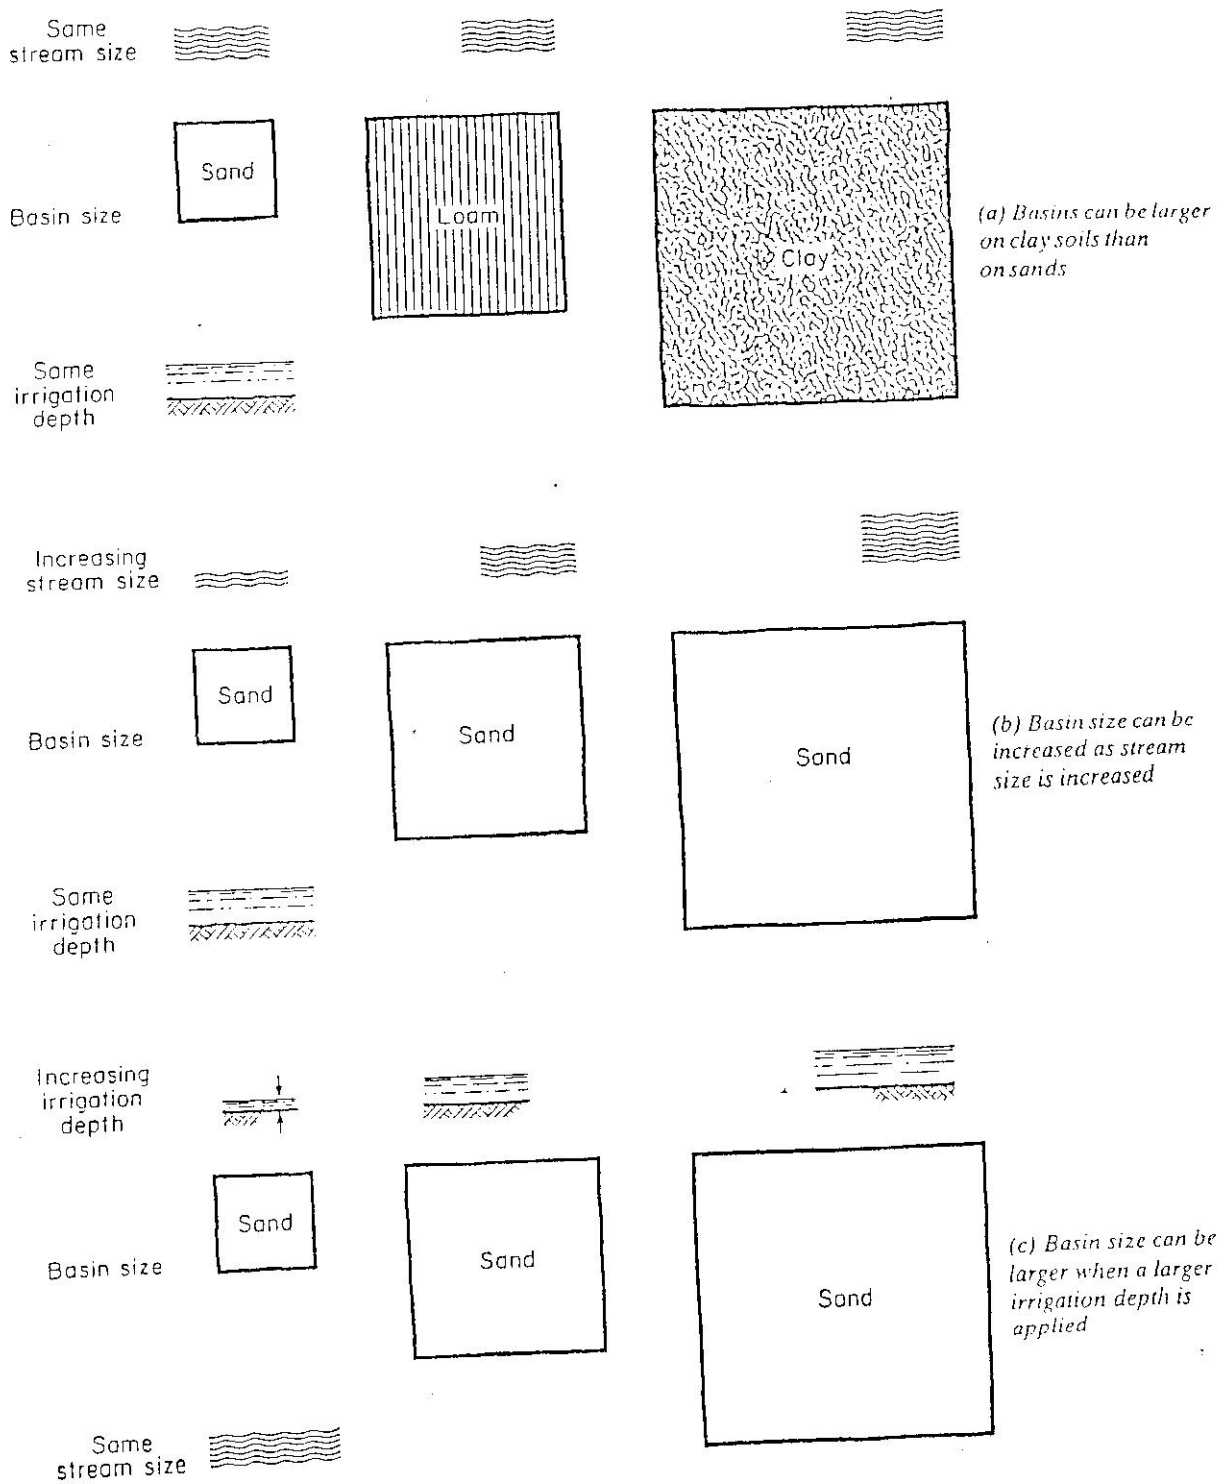 Same
stream size
Basin size
Sand
Loam
Clay
(a) Basins can be larger
on clay soils than
on sands
Same
irrigation
depth
Increasing
stream size
Basin size
Sand
Sand
Sand
(b) Basin size can be
increased as stream
size is increased
Same
irrigation
depth
Increasing
irrigation
depth
Basin size
Sand
Sand
Sand
(c) Basin size can be
larger when a larger
irrigation depth is
applied
Same
stream size